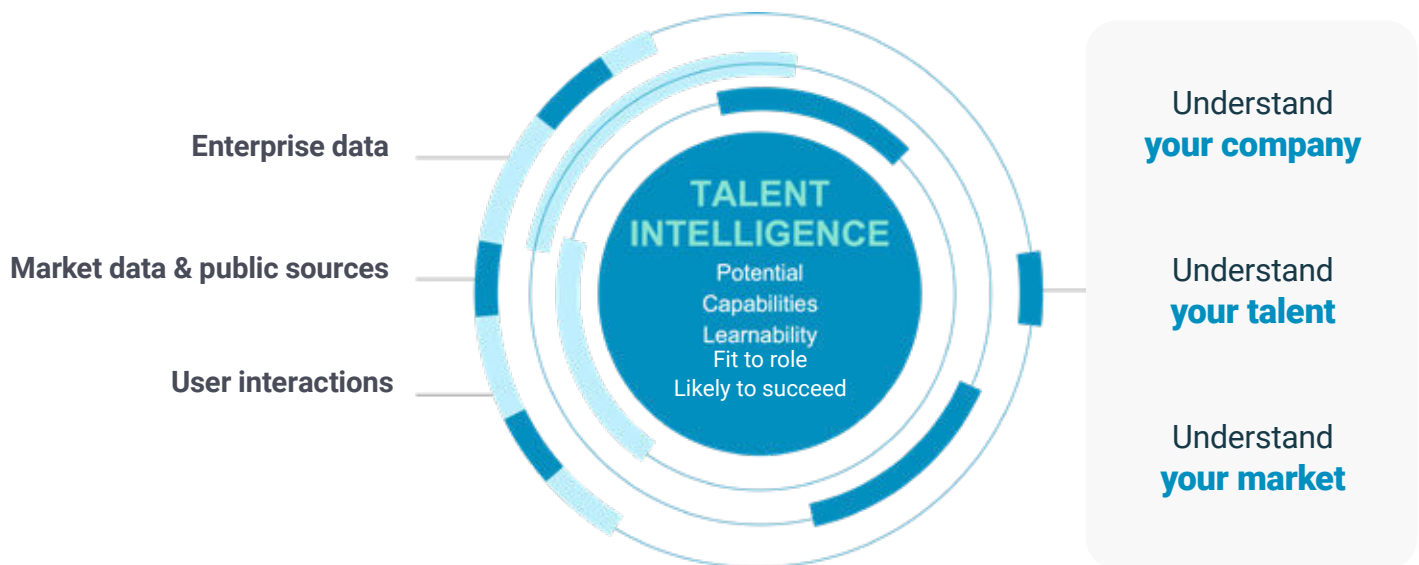 Enterprise data
Market data & public sources
User interactions
TALENT
INTELLIGENCE
Potential
Capabilities
Learnability
Fit to role
Likely to succeed
Understand
your company
Understand
your talent
Understand
your market